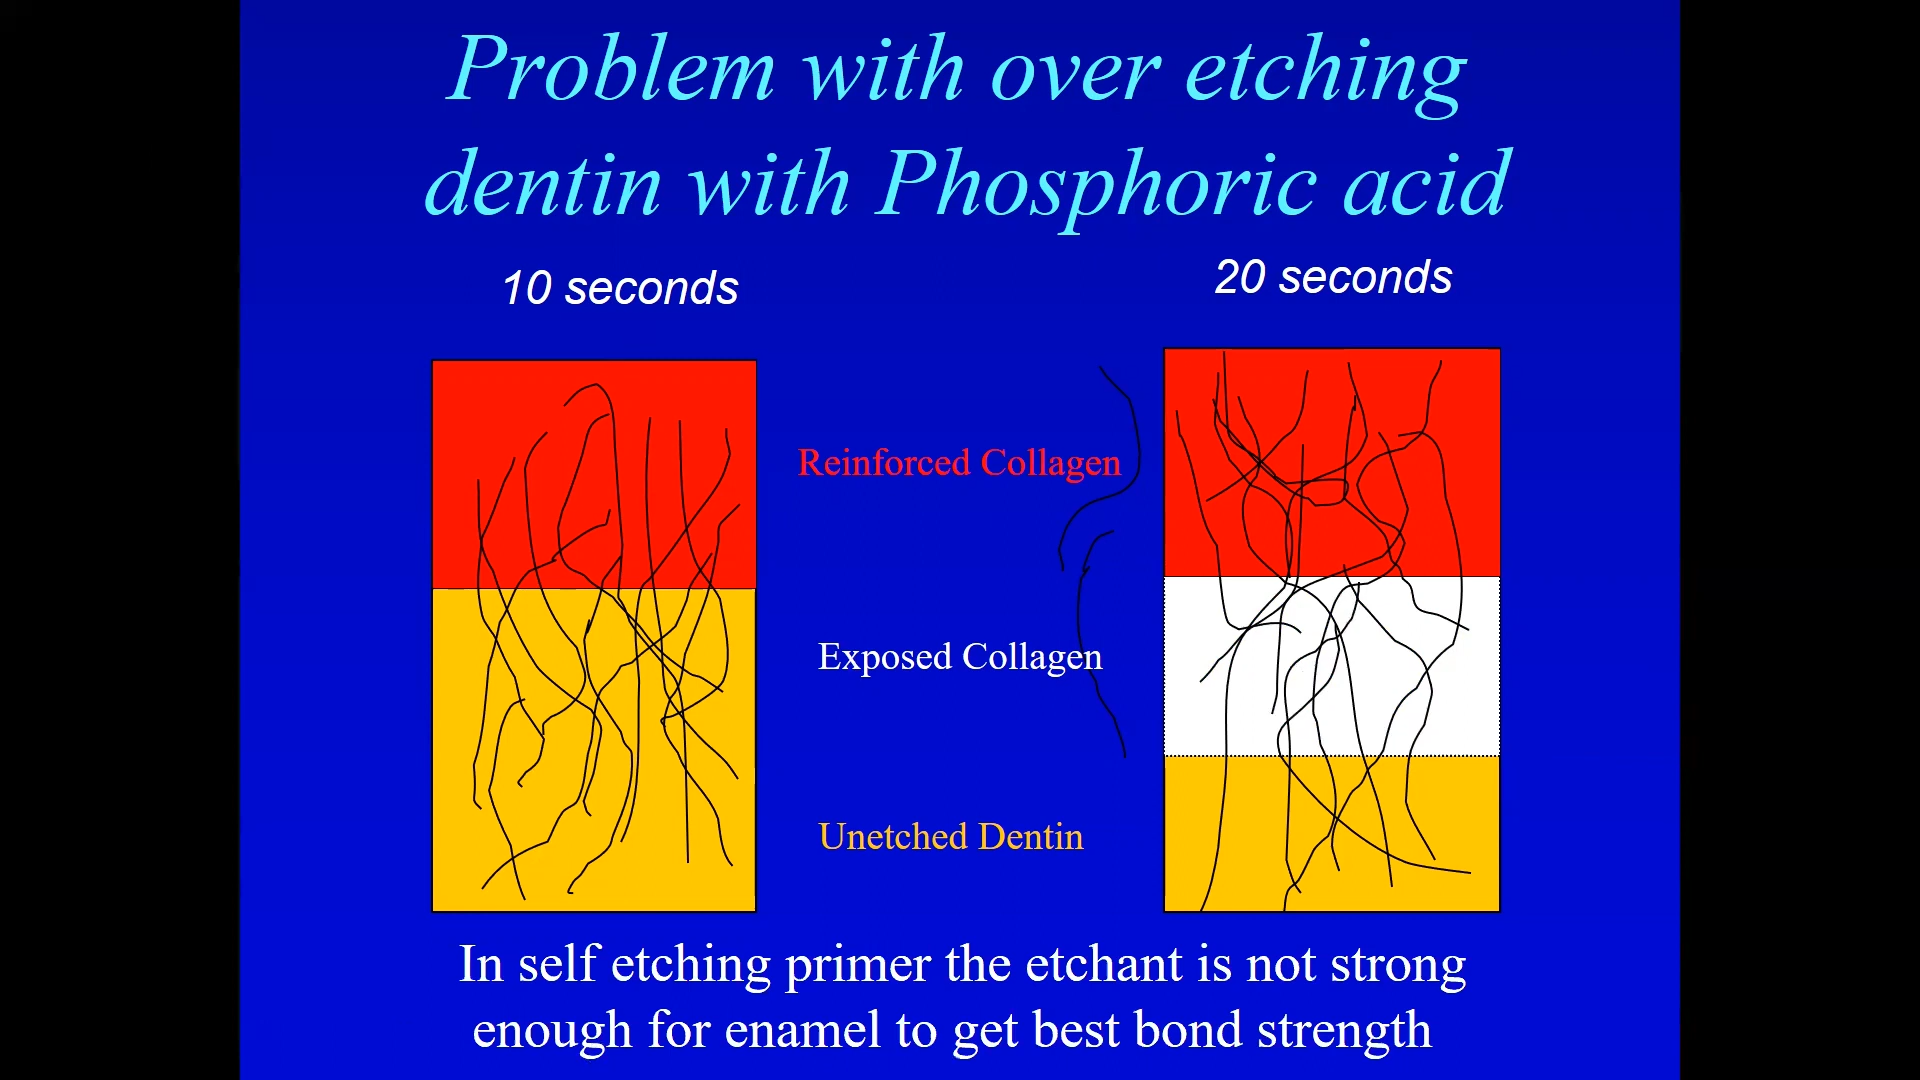 Problem with over etching
dentin with Phosphoric acid
10 seconds
20 seconds
Reinforced Collagen
Exposed Collagen
Unetched Dentin
In self etching primer the etchant is not strong
enough for enamel to get best bond strength